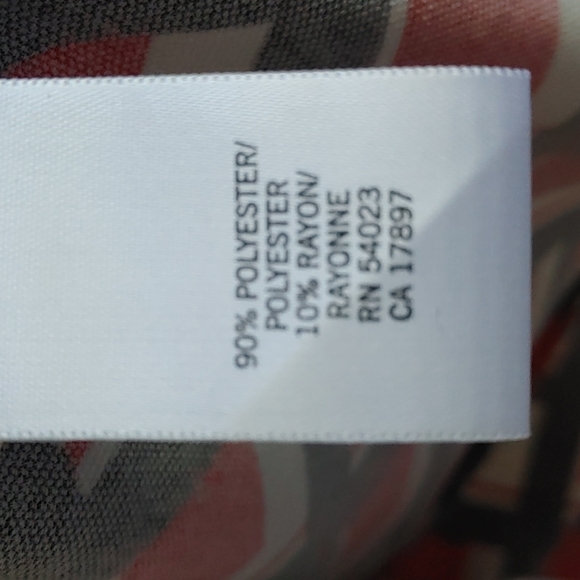 90% POLYESTER/
POLYESTER
10% RAYON/
RAYONNE
RN 54023
CA 17897